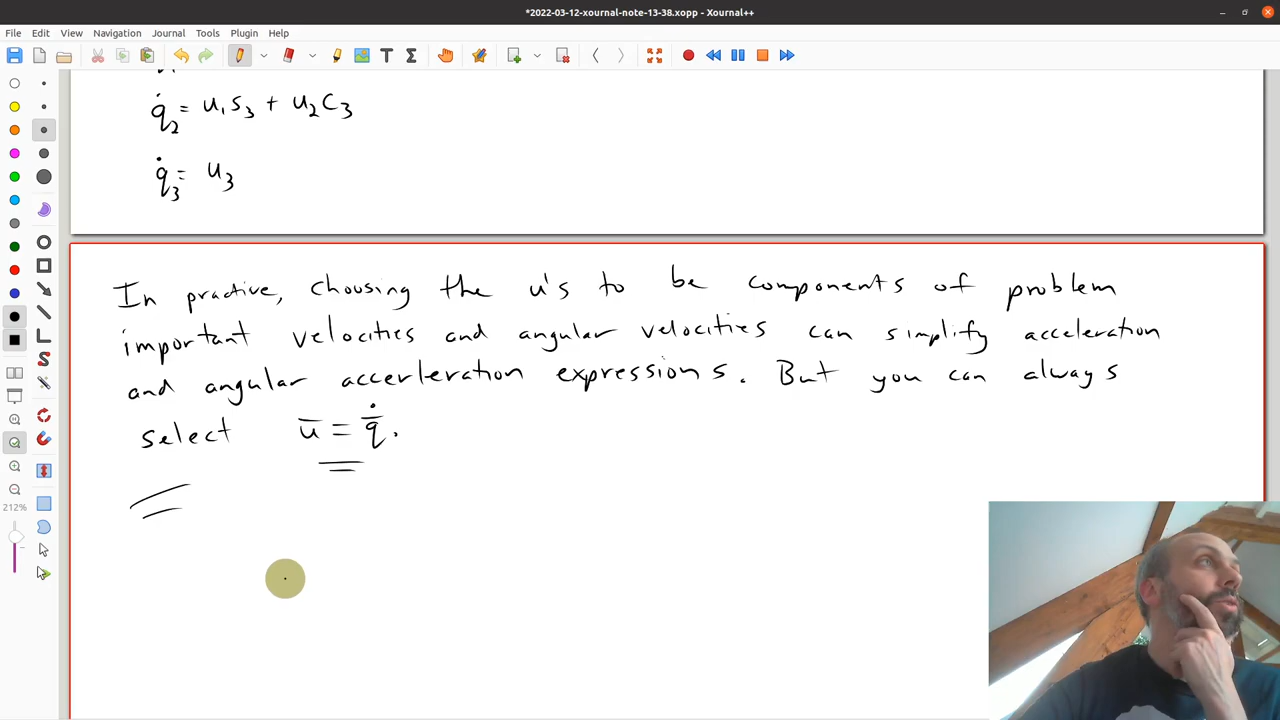 *2022-03-12-xournal-note-13-38.xopp - Xournal++
File Edit View Navigation Journal Tools Plugin Help
q̇₂ = u₁s₃ + u₂c₃
q̇₃ = u₃
In practive, choosing the u's to be components of problem
important velocities and angular velocities can simplify acceleration
and angular accerleration expressions. But you can always
select ū = q̄̇.
212%